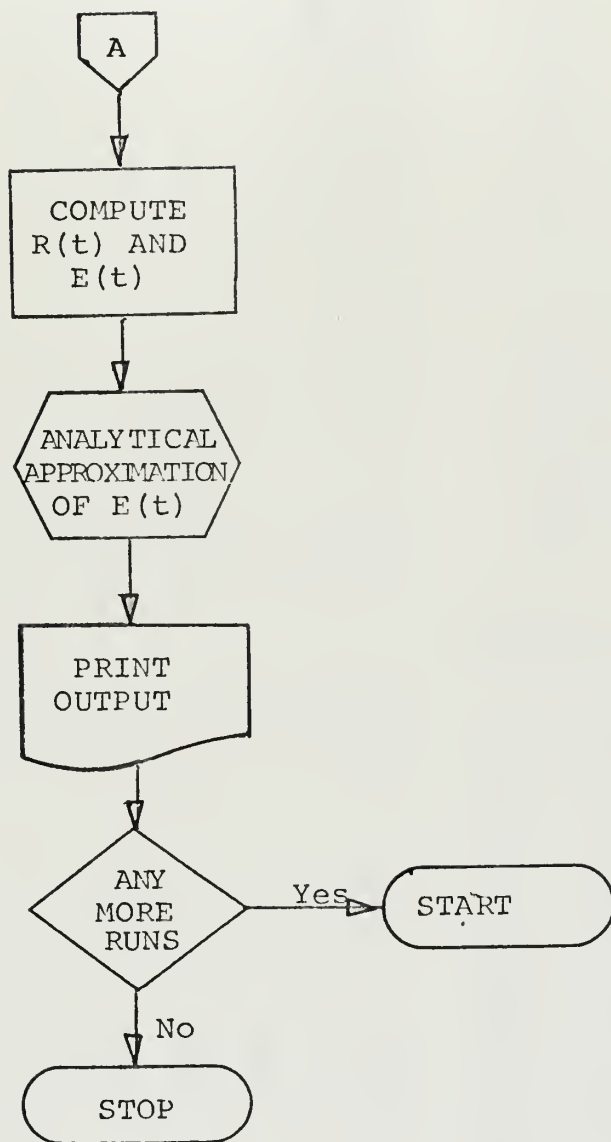 A
COMPUTE
R(t) AND
E(t)
ANALYTICAL
APPROXIMATION
OF E(t)
PRINT
OUTPUT
ANY
MORE
RUNS
Yes
START
No
STOP